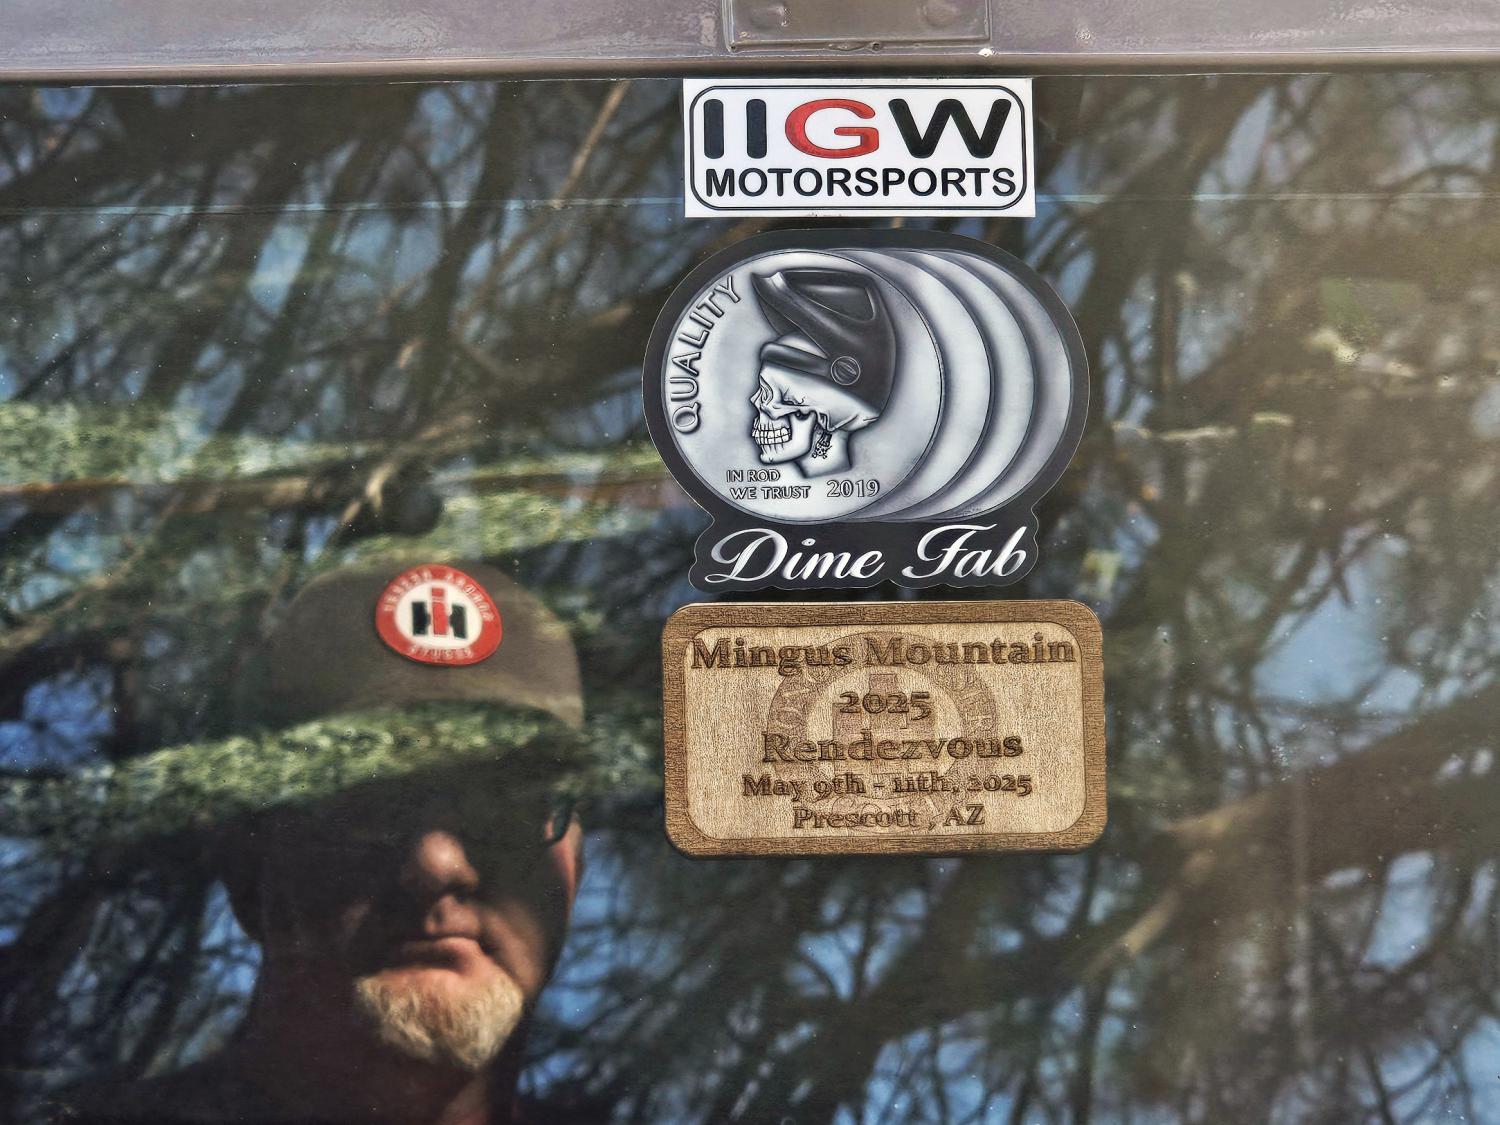 IIGW
MOTORSPORTS
QUALITY
IN ROD
WE TRUST 2019
Dime Fab
IH
Mingus Mountain
2025
Rendezvous
May 9th - 11th, 2025
Prescott, AZ